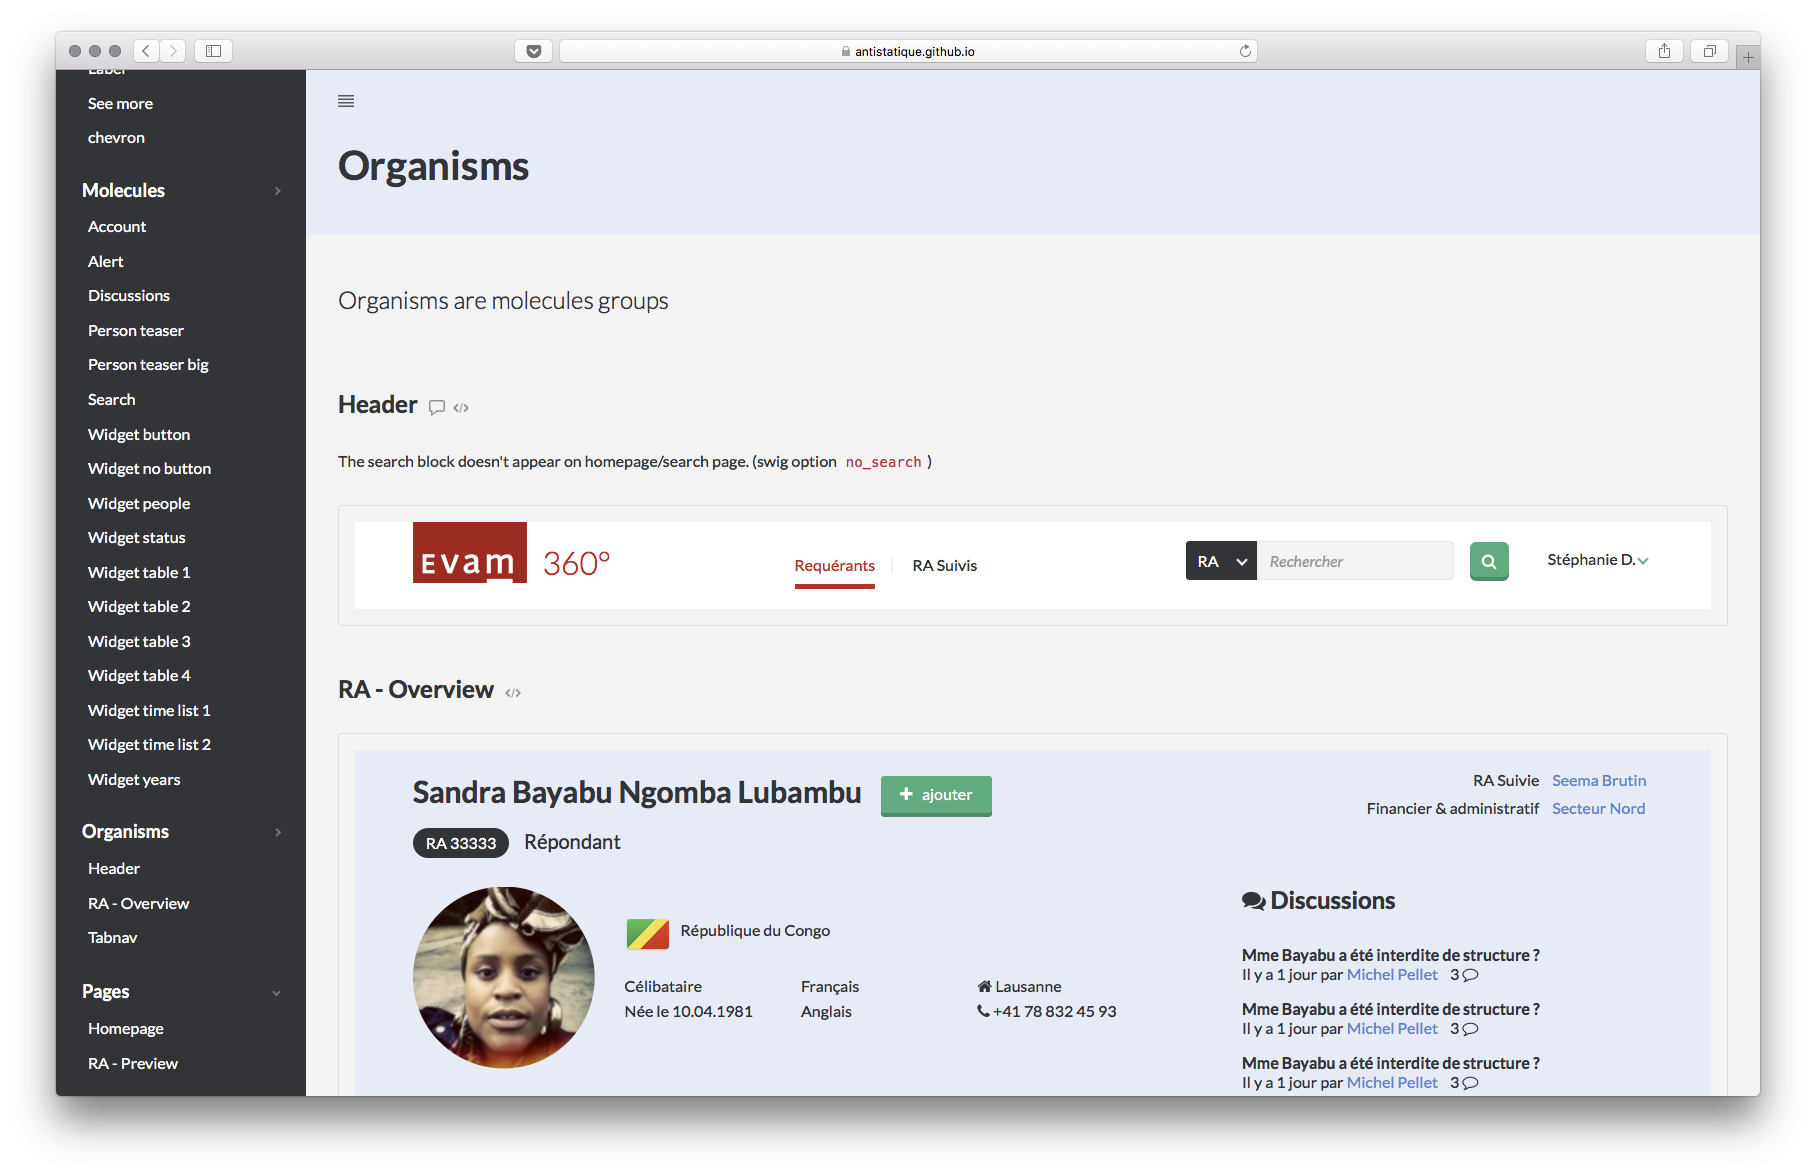 antistatique.github.io
Label
See more
chevron
Molecules
Account
Alert
Discussions
Person teaser
Person teaser big
Search
Widget button
Widget no button
Widget people
Widget status
Widget table 1
Widget table 2
Widget table 3
Widget table 4
Widget time list 1
Widget time list 2
Widget years
Organisms
Header
RA - Overview
Tabnav
Pages
Homepage
RA - Preview
Organisms
Organisms are molecules groups
Header </>
The search block doesn't appear on homepage/search page. (swig option no_search )
Evam 360°
Requérants
RA Suivis
RA
Rechercher
Stéphanie D.
RA - Overview </>
Sandra Bayabu Ngomba Lubambu
+ ajouter
RA 33333 Répondant
RA Suivie Seema Brutin
Financier & administratif Secteur Nord
République du Congo
Célibataire Français Lausanne
Née le 10.04.1981 Anglais +41 78 832 45 93
Discussions
Mme Bayabu a été interdite de structure ?
Il y a 1 jour par Michel Pellet 3
Mme Bayabu a été interdite de structure ?
Il y a 1 jour par Michel Pellet 3
Mme Bayabu a été interdite de structure ?
Il y a 1 jour par Michel Pellet 3